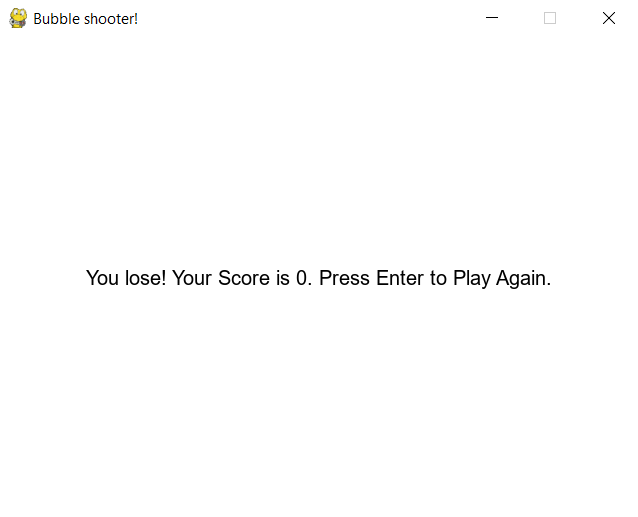 Bubble shooter!
You lose! Your Score is 0. Press Enter to Play Again.